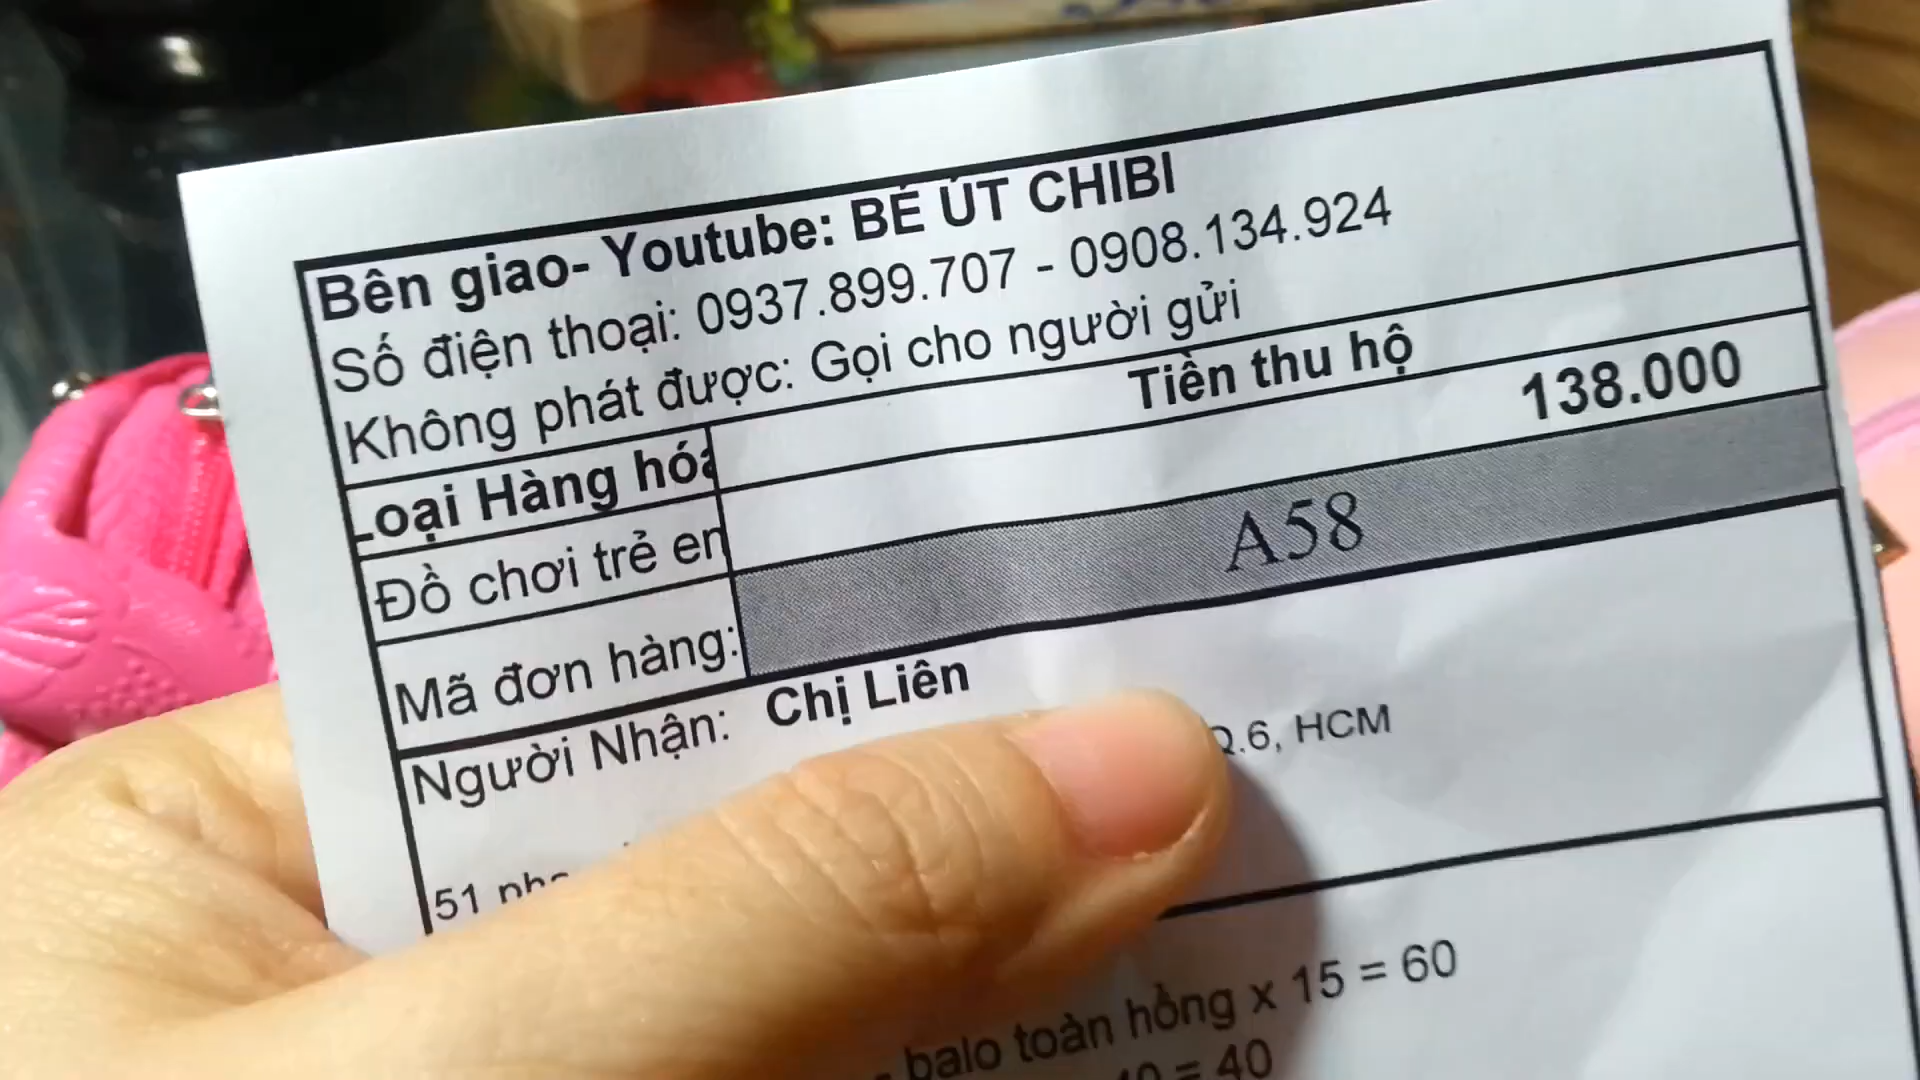 Bên giao- Youtube: BÉ ÚT CHIBI
Số điện thoại: 0937.899.707 - 0908.134.924
Không phát được: Gọi cho người gửi
Loại Hàng hóa Tiền thu hộ
Đồ chơi trẻ em 138.000
Mã đơn hàng: A58
Người Nhận: Chị Liên
51 Q.6, HCM
- balo toàn hồng x 15 = 60
= 40